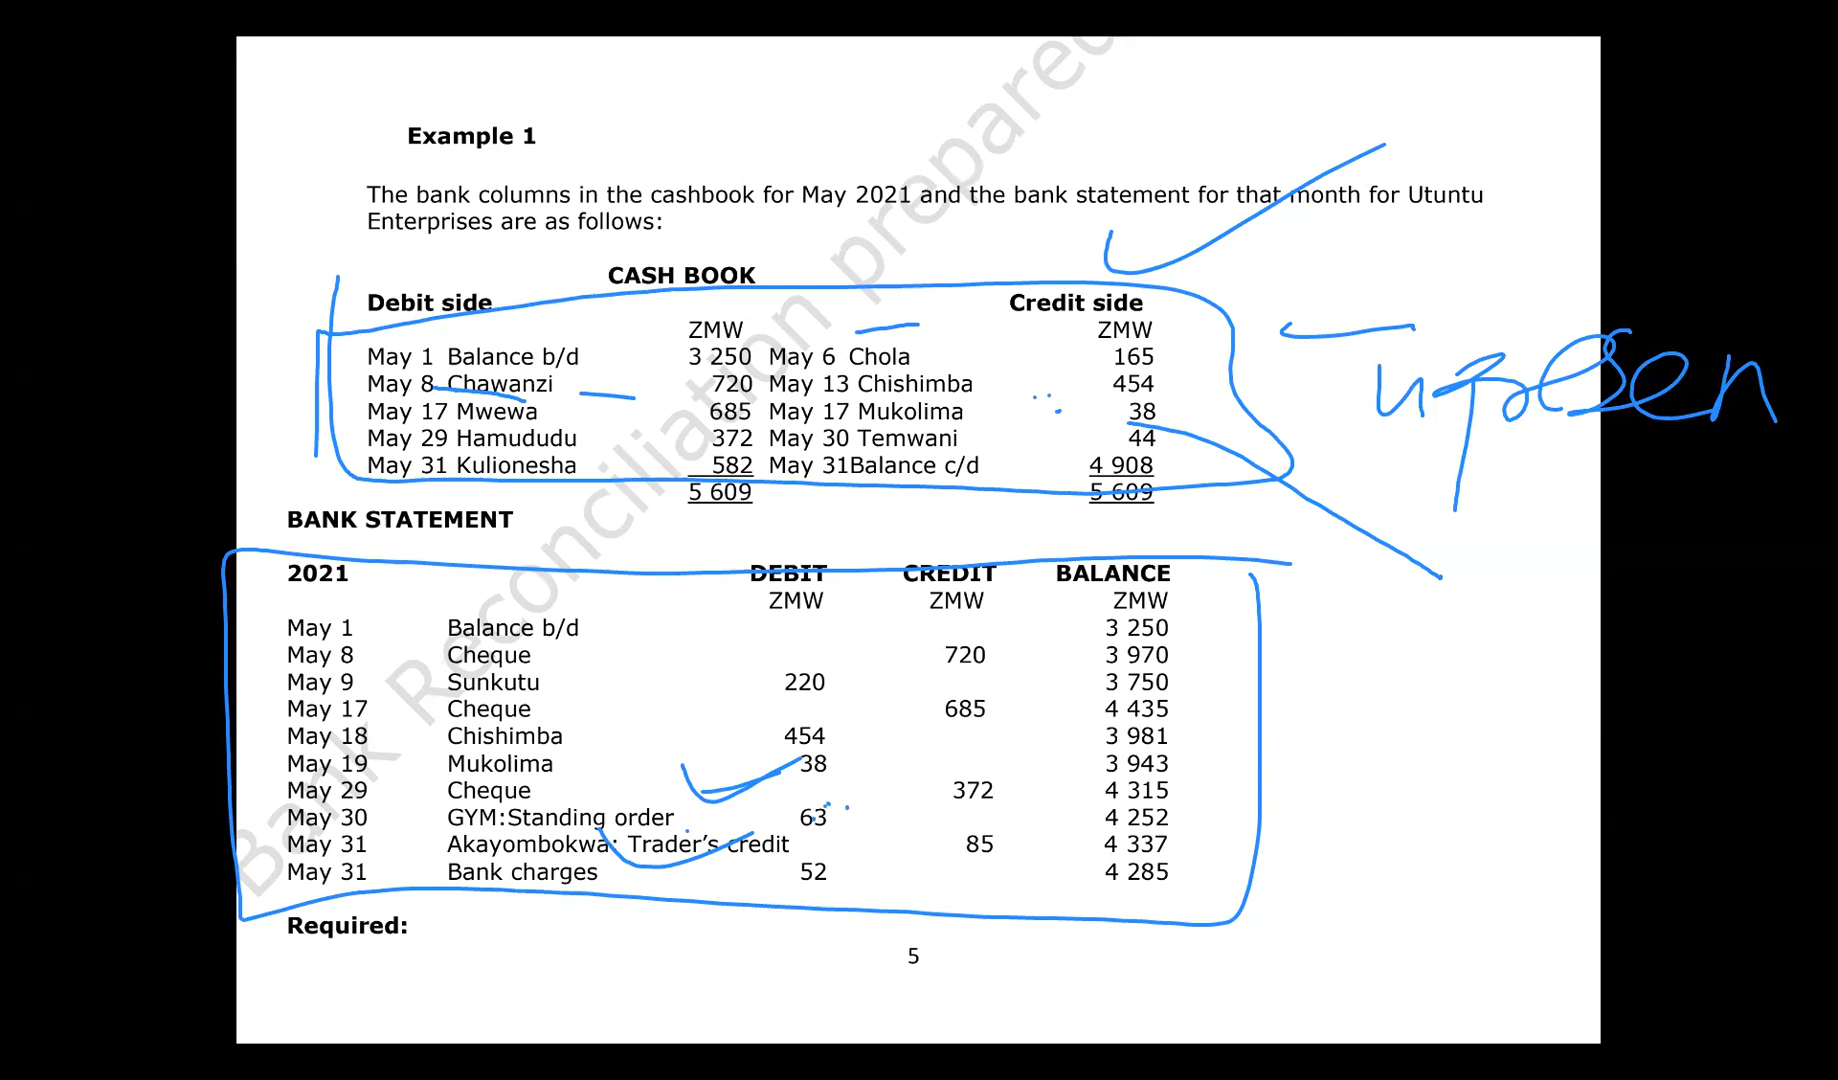 Example 1
The bank columns in the cashbook for May 2021 and the bank statement for that month for Utuntu
Enterprises are as follows:
CASH BOOK
Debit side Credit side
ZMW ZMW
May 1 Balance b/d 3 250 May 6 Chola 165
May 8 Chawanzi 720 May 13 Chishimba 454
May 17 Mwewa 685 May 17 Mukolima 38
May 29 Hamududu 372 May 30 Temwani 44
May 31 Kulionesha 582 May 31Balance c/d 4 908
5 609 5 609
BANK STATEMENT
2021 DEBIT CREDIT BALANCE
ZMW ZMW ZMW
May 1 Balance b/d 3 250
May 8 Cheque 720 3 970
May 9 Sunkutu 220 3 750
May 17 Cheque 685 4 435
May 18 Chishimba 454 3 981
May 19 Mukolima 38 3 943
May 29 Cheque 372 4 315
May 30 GYM:Standing order 63 4 252
May 31 Akayombokwa: Trader's credit 85 4 337
May 31 Bank charges 52 4 285
Required:
5
Bank Reconciliation prepared